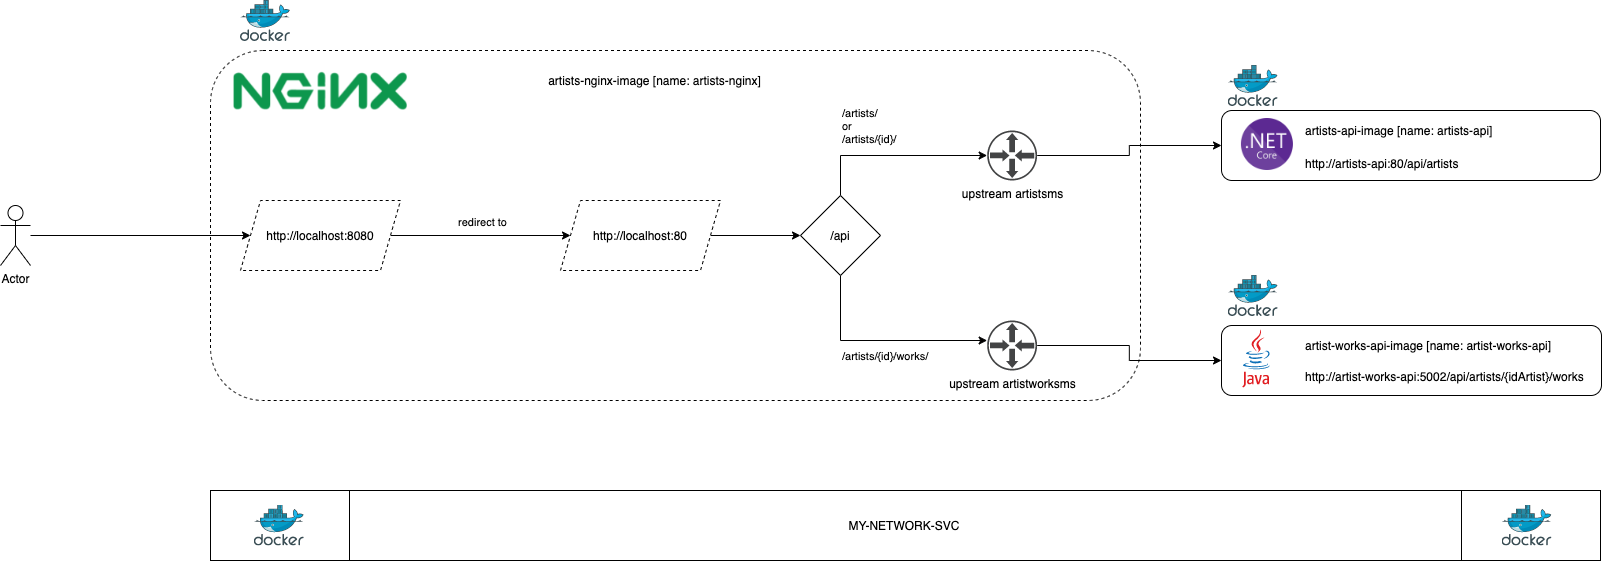 docker
NGINX
artists-nginx-image [name: artists-nginx]
/artists/
or
/artists/{id}/
docker
.NET
Core
artists-api-image [name: artists-api]
http://artists-api:80/api/artists
upstream artistsms
Actor
http://localhost:8080
redirect to
http://localhost:80
/api
docker
/artists/{id}/works/
upstream artistworksms
Java
artist-works-api-image [name: artist-works-api]
http://artist-works-api:5002/api/artists/{idArtist}/works
docker
MY-NETWORK-SVC
docker